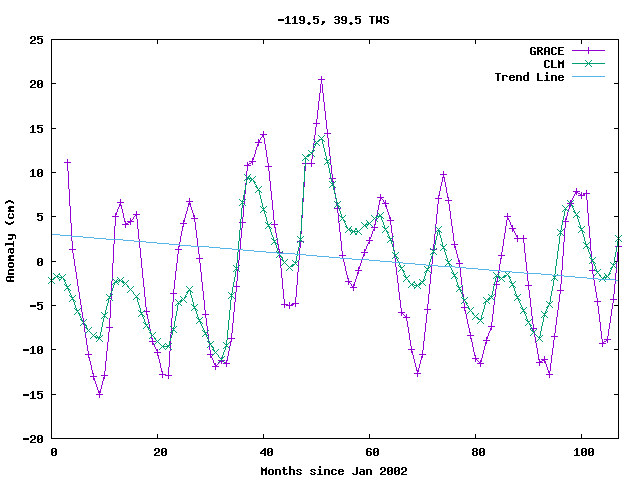 -119.5, 39.5 TWS
GRACE
CLM
Trend Line
Anomaly (cm)
25
20
15
10
5
0
-5
-10
-15
-20
0 20 40 60 80 100
Months since Jan 2002